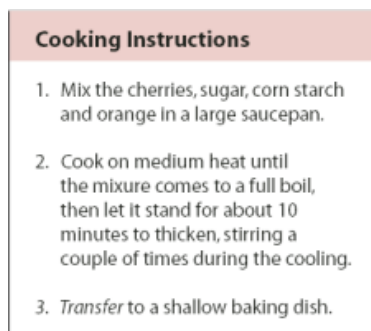 Cooking Instructions
1. Mix the cherries, sugar, corn starch
and orange in a large saucepan.
2. Cook on medium heat until
the mixure comes to a full boil,
then let it stand for about 10
minutes to thicken, stirring a
couple of times during the cooling.
3. Transfer to a shallow baking dish.